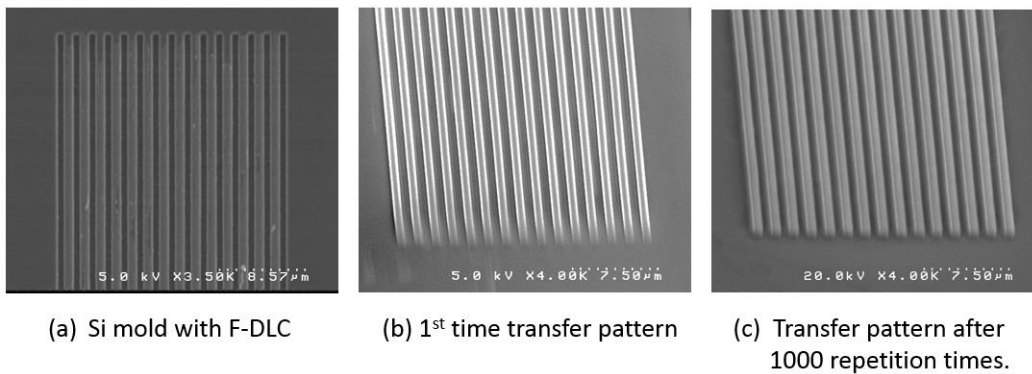 5.0 kV X3.50K 8.57μm
5.0 kV X4.00K 7.50μm
20.0kV X4.00K 7.50μm
(a) Si mold with F-DLC
(b) 1st time transfer pattern
(c) Transfer pattern after
1000 repetition times.